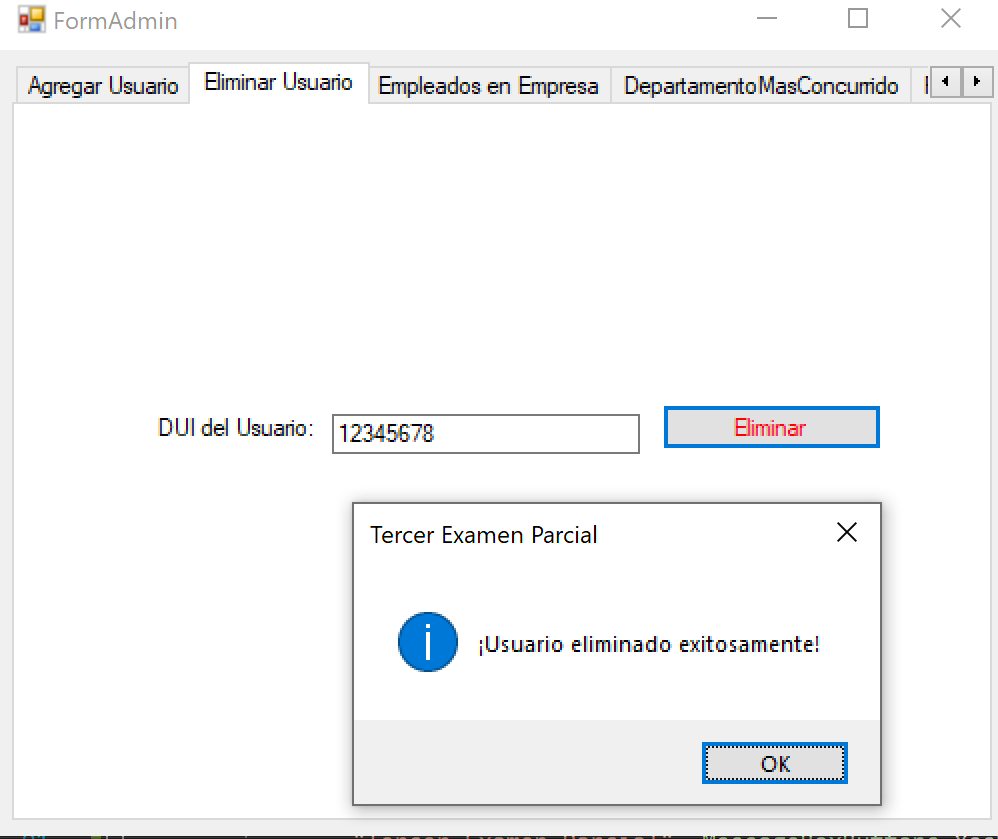 FormAdmin
Agregar Usuario Eliminar Usuario Empleados en Empresa DepartamentoMasConcurrido
DUI del Usuario: 12345678 Eliminar
Tercer Examen Parcial
¡Usuario eliminado exitosamente!
OK